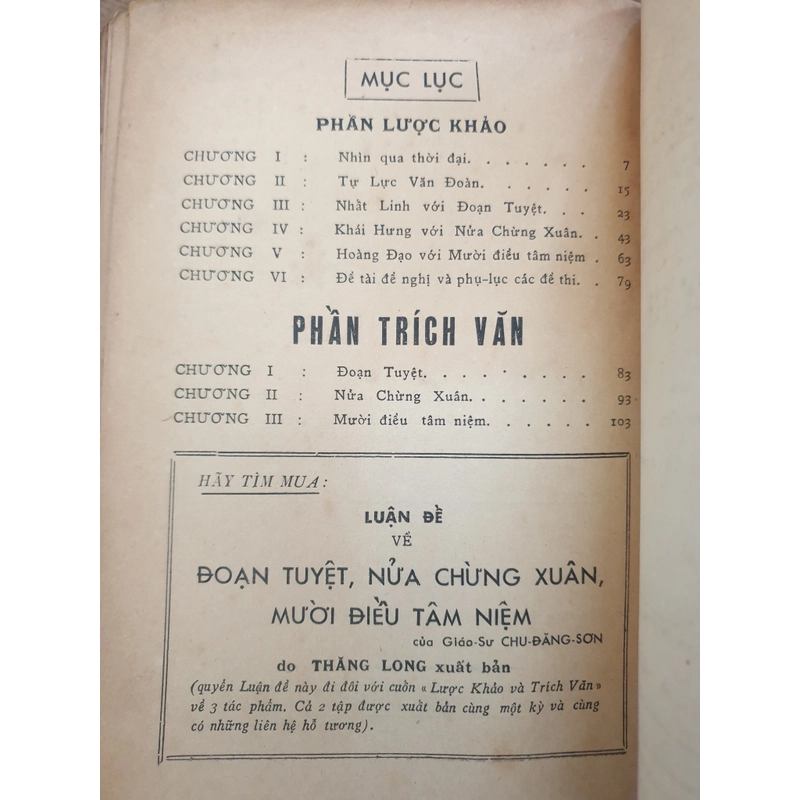 MỤC LỤC
PHẦN LƯỢC KHẢO
CHƯƠNG I : Nhìn qua thời đại. . . . . . . 7
CHƯƠNG II : Tự Lực Văn Đoàn. . . . . . 15
CHƯƠNG III : Nhất Linh với Đoạn Tuyệt. . . 23
CHƯƠNG IV : Khái Hưng với Nửa Chừng Xuân. . 43
CHƯƠNG V : Hoàng Đạo với Mười điều tâm niệm . 63
CHƯƠNG VI : Đề tài đề nghị và phụ-lục các đề thi. . 79
PHẦN TRÍCH VĂN
CHƯƠNG I : Đoạn Tuyệt. . . . . . . . . 83
CHƯƠNG II : Nửa Chừng Xuân. . . . . . . 93
CHƯƠNG III : Mười điều tâm niệm. . . . . . 103
HÃY TÌM MUA :
LUẬN ĐỀ
VỀ
ĐOẠN TUYỆT, NỬA CHỪNG XUÂN,
MƯỜI ĐIỀU TÂM NIỆM
của Giáo-Sư CHU-ĐĂNG-SƠN
do THĂNG LONG xuất bản
(quyển Luận đề này đi đôi với cuốn « Lược Khảo và Trích Văn»
về 3 tác phẩm. Cả 2 tập được xuất bản cùng một kỳ và cùng
có những liên hệ hỗ tương).